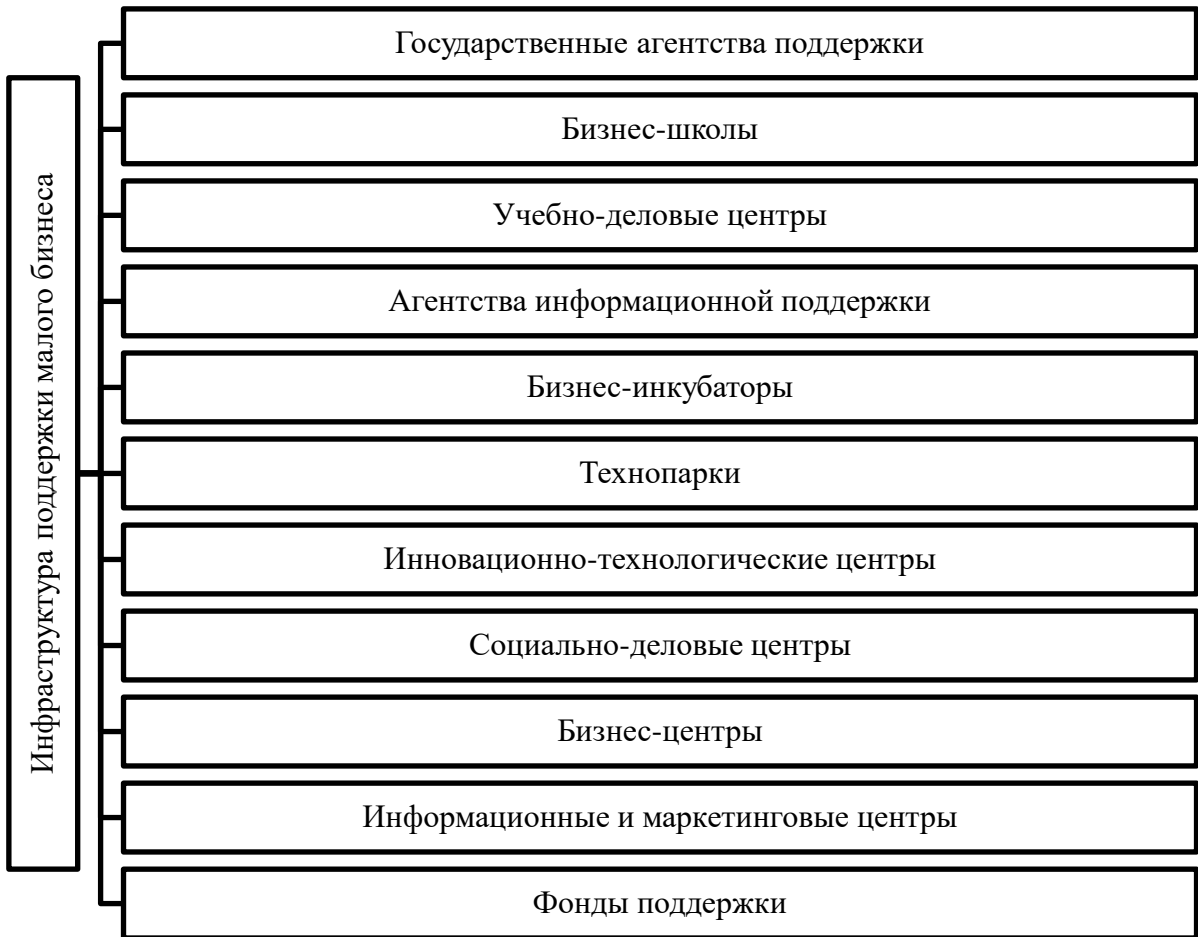 Инфраструктура поддержки малого бизнеса
Государственные агентства поддержки
Бизнес-школы
Учебно-деловые центры
Агентства информационной поддержки
Бизнес-инкубаторы
Технопарки
Инновационно-технологические центры
Социально-деловые центры
Бизнес-центры
Информационные и маркетинговые центры
Фонды поддержки